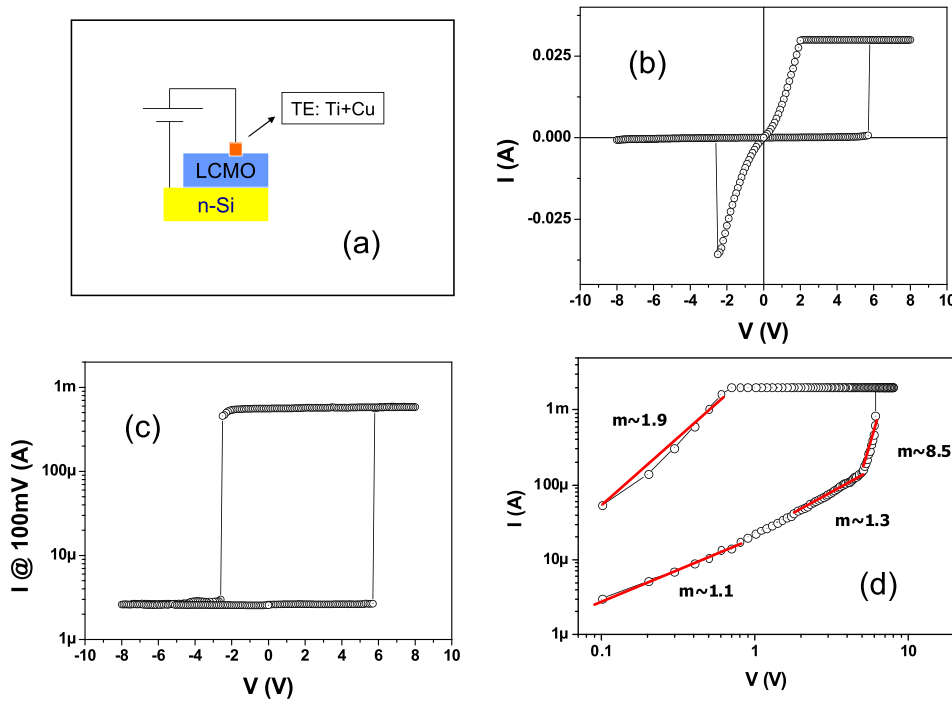 TE: Ti+Cu
LCMO
n-Si
(a)
(b)
I (A)
0.025
0.000
-0.025
-10 -8 -6 -4 -2 0 2 4 6 8 10
V (V)
(c)
I @ 100mV (A)
1m
100µ
10µ
1µ
-10 -8 -6 -4 -2 0 2 4 6 8 10
V (V)
I (A)
1m
100µ
10µ
1µ
m~1.9
m~8.5
m~1.3
m~1.1
(d)
0.1 1 10
V (V)